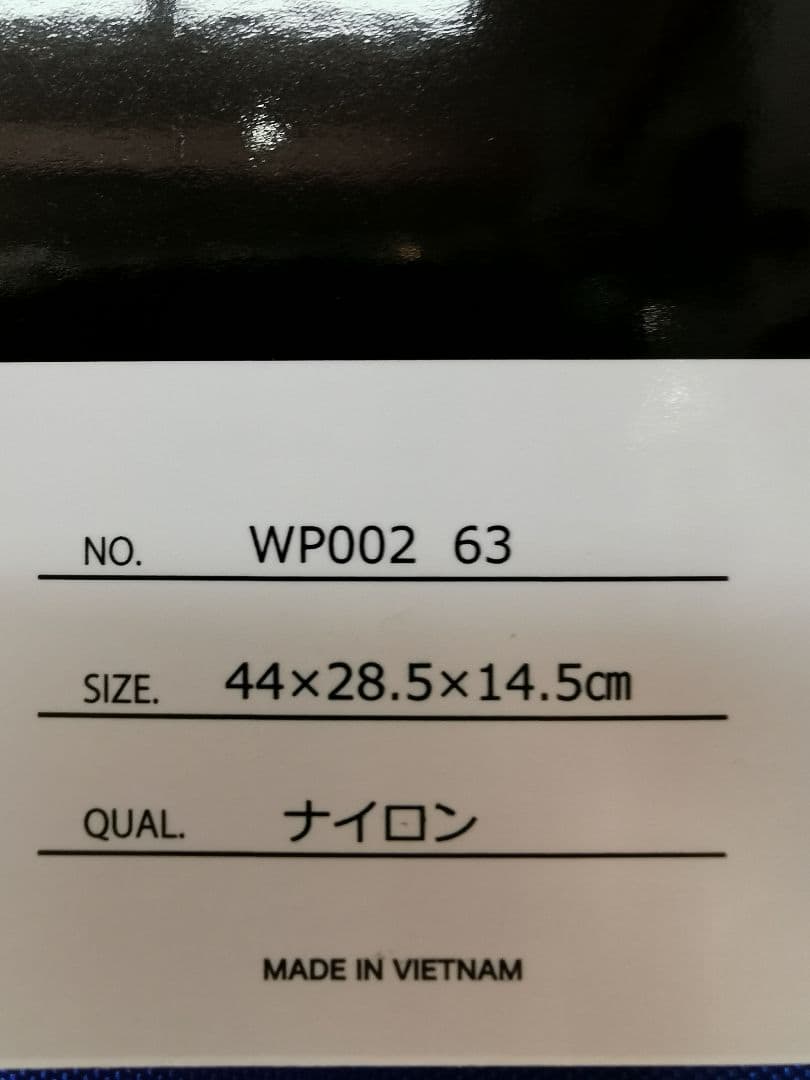 NO. WP002 63
SIZE. 44×28.5×14.5㎝
QUAL. ナイロン
MADE IN VIETNAM